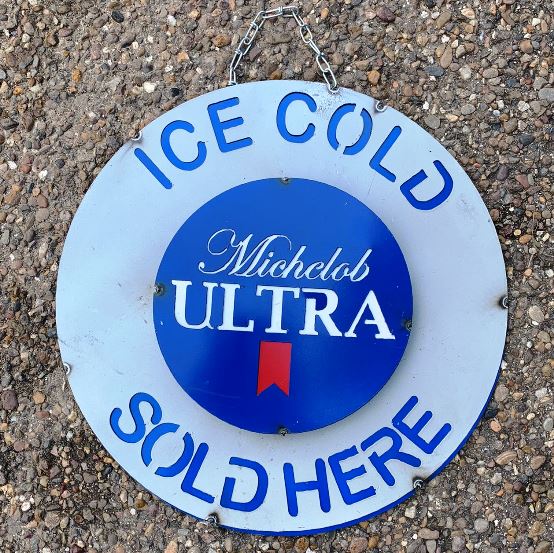 ICE COLD
Michelob
ULTRA
SOLD HERE